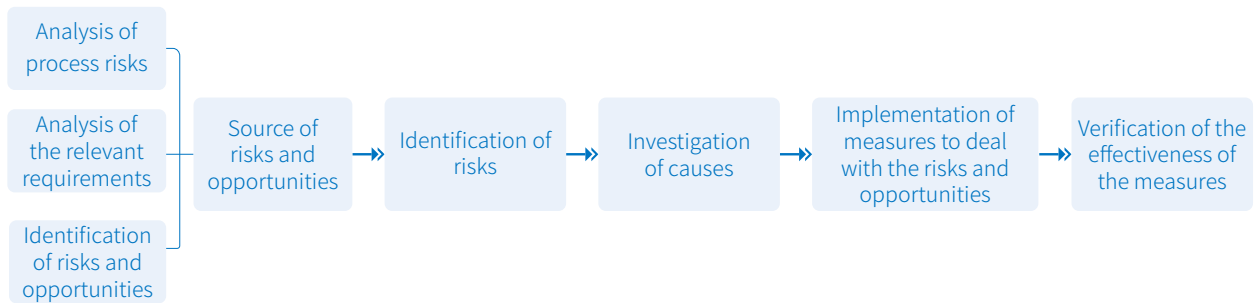 Analysis of
process risks
Analysis of
the relevant
requirements
Identification
of risks and
opportunities
Source of
risks and
opportunities
Identification of
risks
Investigation
of causes
Implementation of
measures to deal
with the risks and
opportunities
Verification of the
effectiveness of
the measures